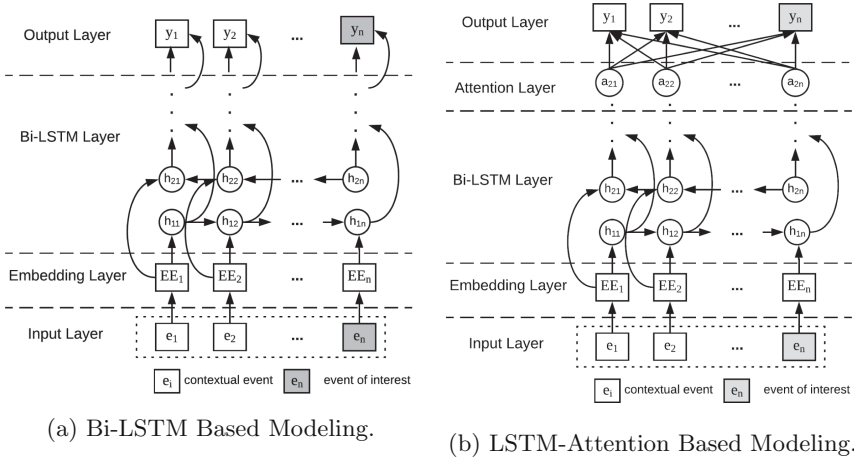 Output Layer y1 y2 ... yn
Bi-LSTM Layer
h21 h22 ... h2n
h11 h12 ... h1n
Embedding Layer EE1 EE2 ... EEn
Input Layer e1 e2 ... en
ei contextual event en event of interest
(a) Bi-LSTM Based Modeling.
Output Layer y1 y2 ... yn
Attention Layer a21 a22 ... a2n
Bi-LSTM Layer
h21 h22 ... h2n
h11 h12 ... h1n
Embedding Layer EE1 EE2 ... EEn
Input Layer e1 e2 ... en
ei contextual event en event of interest
(b) LSTM-Attention Based Modeling.